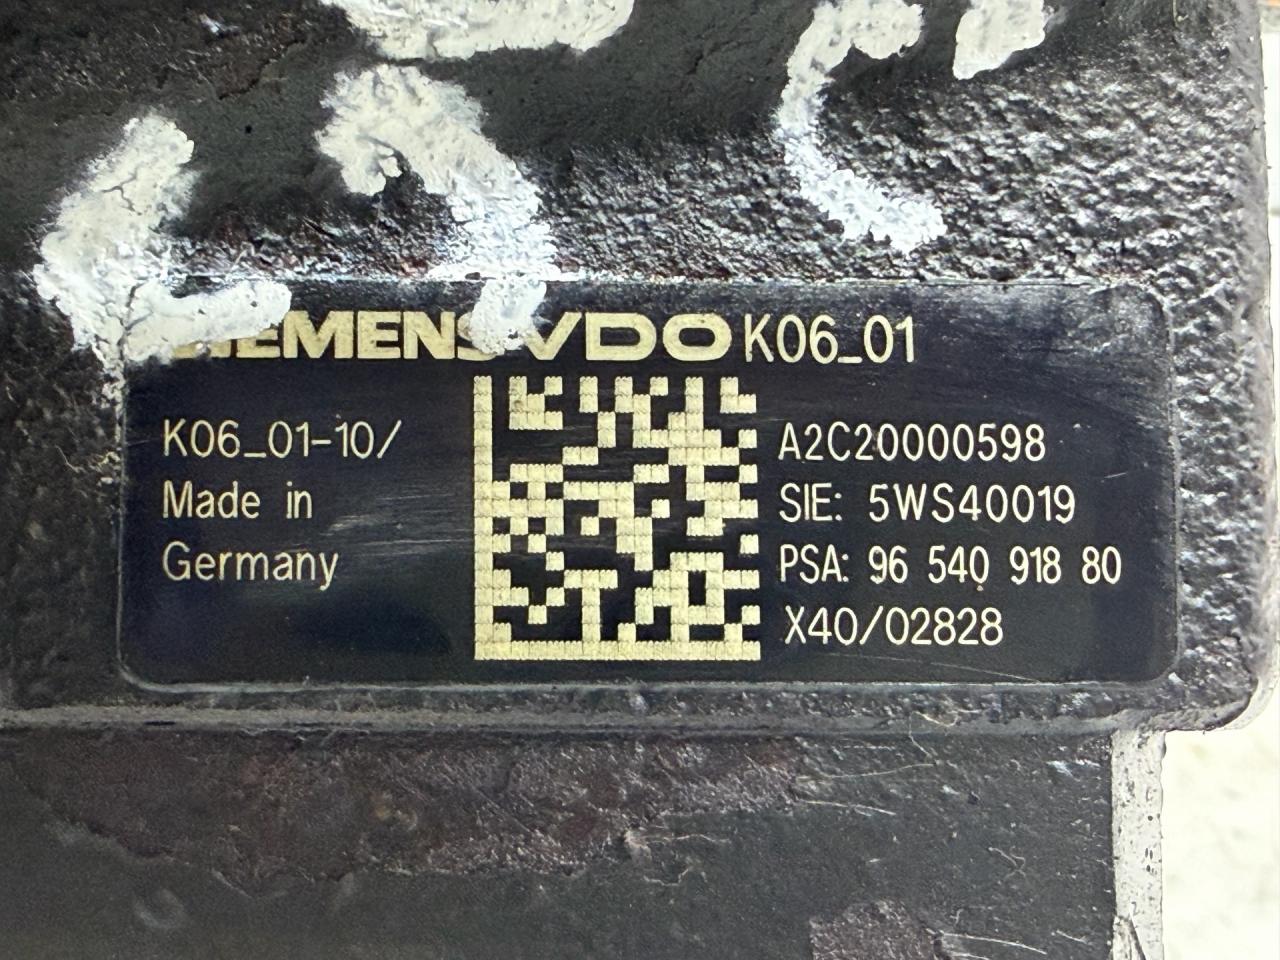 SIEMENS VDO K06_01
K06_01-10/
Made in
Germany
A2C20000598
SIE: 5WS40019
PSA: 96 540 918 80
X40/02828